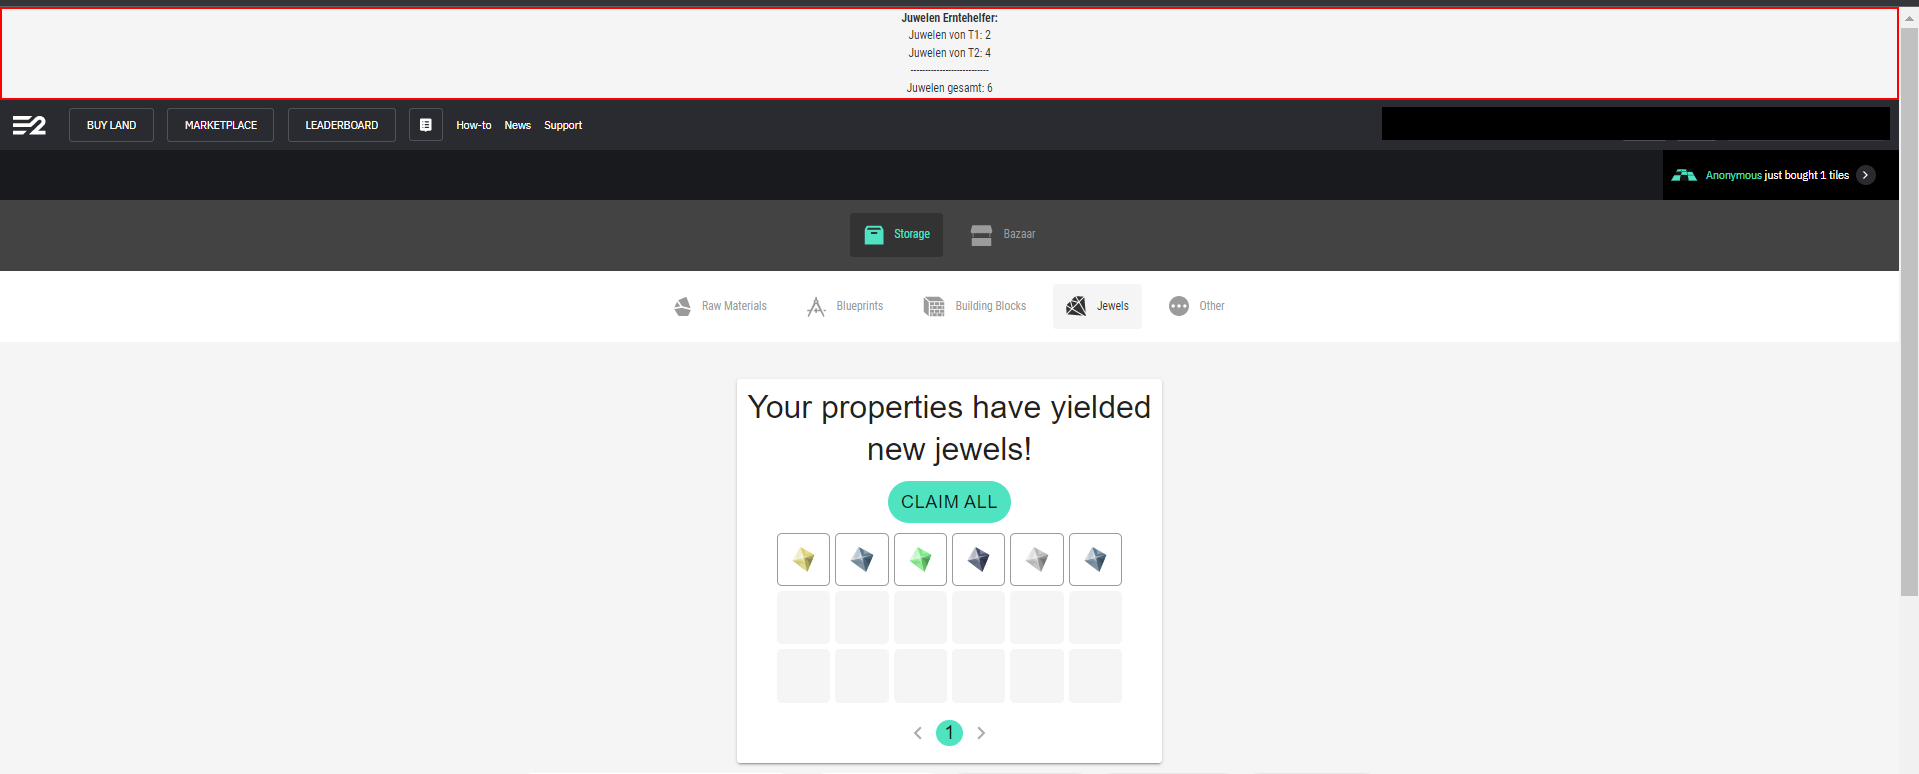 Juwelen Erntehelfer:
Juwelen von T1: 2
Juwelen von T2: 4
--------------------------
Juwelen gesamt: 6
E2 BUY LAND MARKETPLACE LEADERBOARD How-to News Support
Anonymous just bought 1 tiles
Storage Bazaar
Raw Materials Blueprints Building Blocks Jewels Other
Your properties have yielded
new jewels!
CLAIM ALL
1